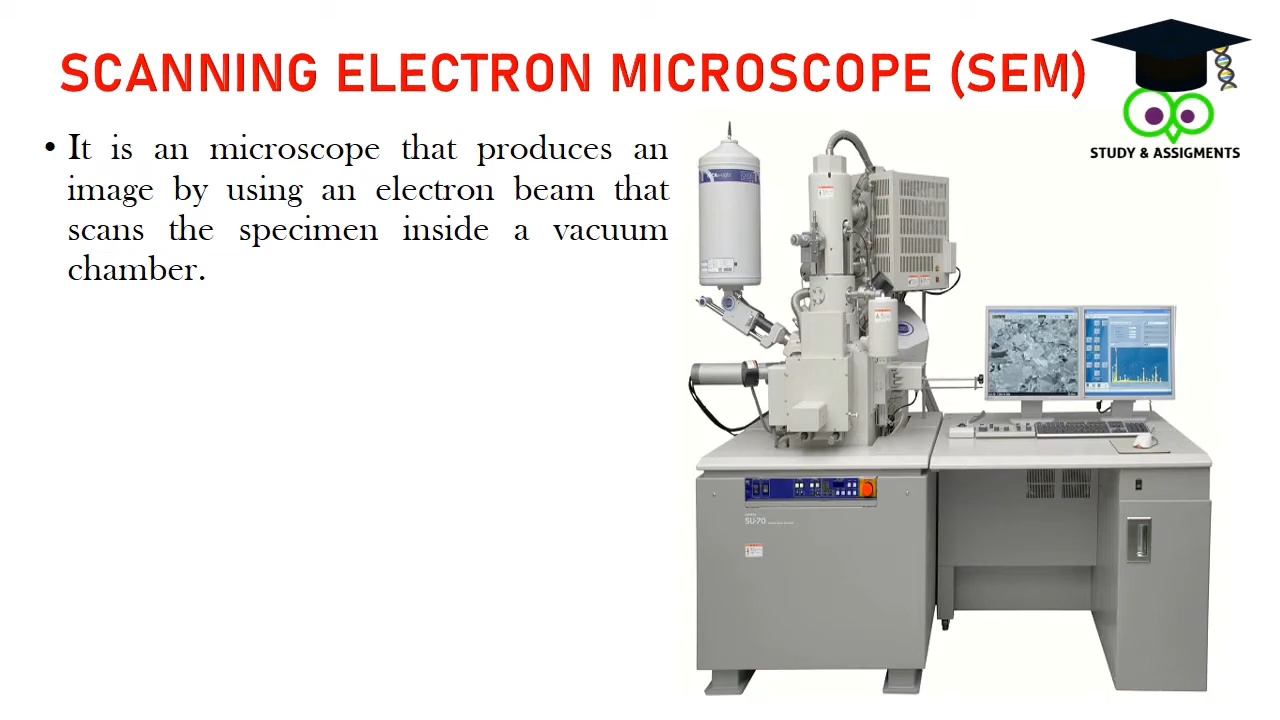 SCANNING ELECTRON MICROSCOPE (SEM)
• It is an microscope that produces an
image by using an electron beam that
scans the specimen inside a vacuum
chamber.
STUDY & ASSIGMENTS
SU-70